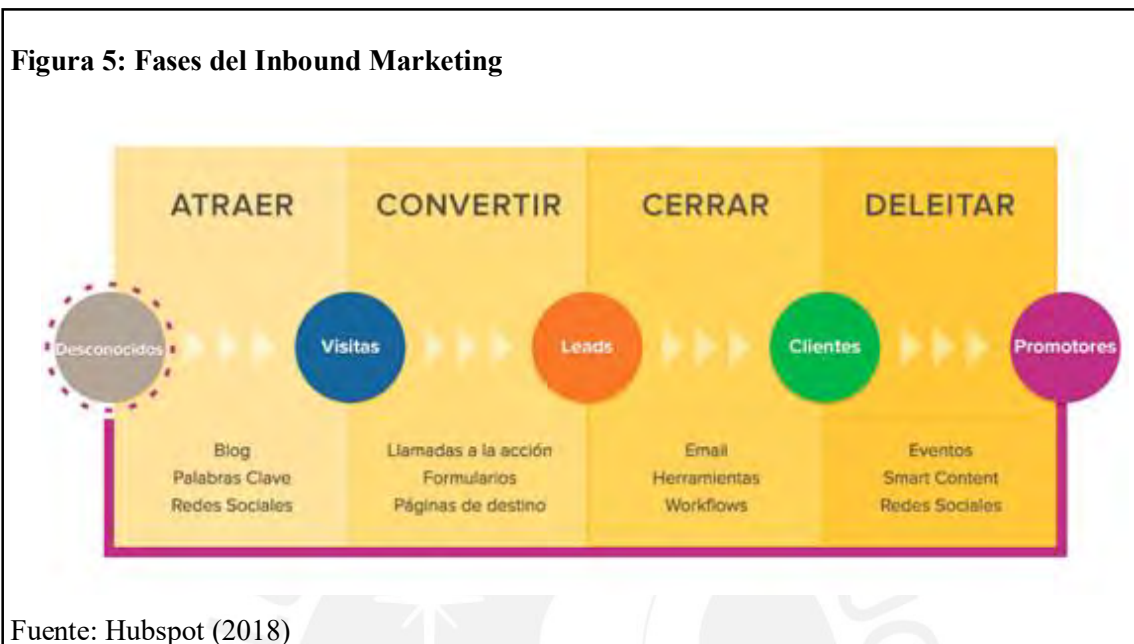 Figura 5: Fases del Inbound Marketing
ATRAER
CONVERTIR
CERRAR
DELEITAR
Desconocidos
Visitas
Leads
Clientes
Promotores
Blog
Palabras Clave
Redes Sociales
Llamadas a la acción
Formularios
Páginas de destino
Email
Herramientas
Workflows
Eventos
Smart Content
Redes Sociales
Fuente: Hubspot (2018)